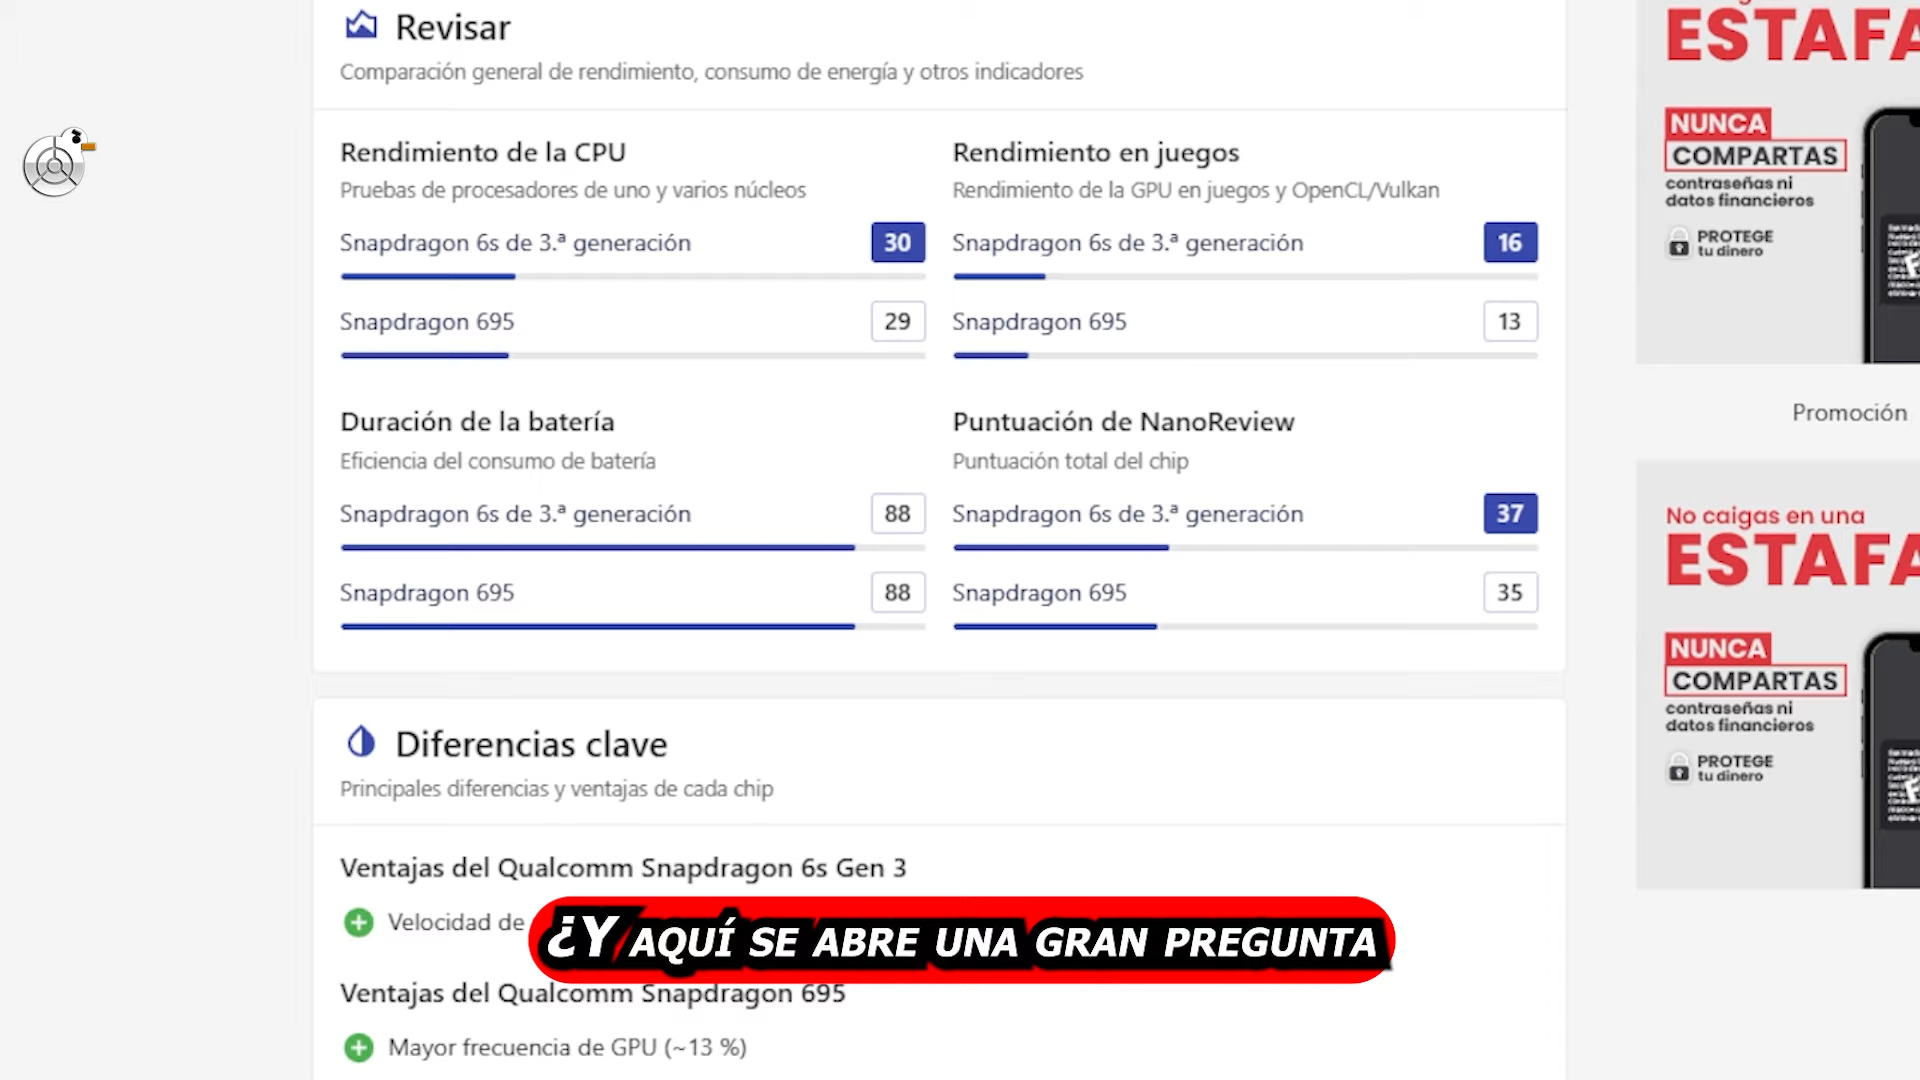 Revisar
Comparación general de rendimiento, consumo de energía y otros indicadores
Rendimiento de la CPU
Pruebas de procesadores de uno y varios núcleos
Snapdragon 6s de 3.ª generación 30
Snapdragon 695 29
Rendimiento en juegos
Rendimiento de la GPU en juegos y OpenCL/Vulkan
Snapdragon 6s de 3.ª generación 16
Snapdragon 695 13
Duración de la batería
Eficiencia del consumo de batería
Snapdragon 6s de 3.ª generación 88
Snapdragon 695 88
Puntuación de NanoReview
Puntuación total del chip
Snapdragon 6s de 3.ª generación 37
Snapdragon 695 35
Diferencias clave
Principales diferencias y ventajas de cada chip
Ventajas del Qualcomm Snapdragon 6s Gen 3
Velocidad de
¿Y AQUÍ SE ABRE UNA GRAN PREGUNTA
Ventajas del Qualcomm Snapdragon 695
Mayor frecuencia de GPU (~13 %)
ESTAFA
NUNCA
COMPARTAS
contraseñas ni
datos financieros
PROTEGE
tu dinero
Promoción
No caigas en una
ESTAFA
NUNCA
COMPARTAS
contraseñas ni
datos financieros
PROTEGE
tu dinero